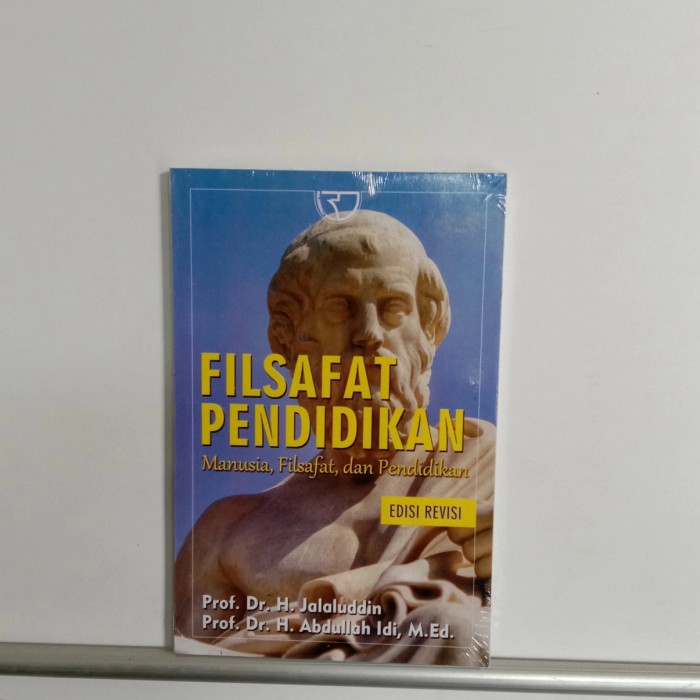 FILSAFAT
PENDIDIKAN
Manusia, Filsafat, dan Pendidikan
EDISI REVISI
Prof. Dr. H. Jalaluddin
Prof. Dr. H. Abdullah Idi, M.Ed.